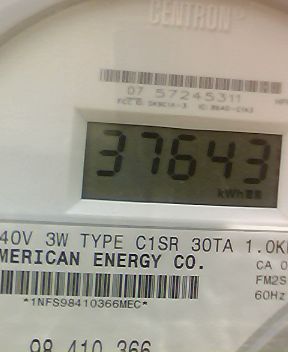 CENTRON®
07 57245311
37643
kWh
40V 3W TYPE C1SR 30TA 1.0K
MERICAN ENERGY CO.
CA 0
FM2S
60Hz
*1NFS98410366MEC*
98 410 366